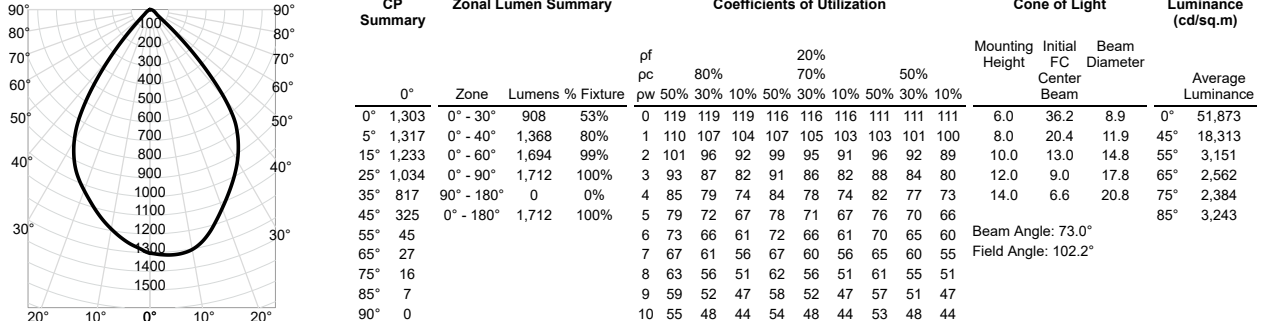 90° 90°
80° 80°
70° 70°
60° 60°
50° 50°
40° 40°
30° 30°
20° 10° 0° 10° 20°
100
200
300
400
500
600
700
800
900
1000
1100
1200
1300
1400
1500
CP Summary
0°
0° 1,303
5° 1,317
15° 1,233
25° 1,034
35° 817
45° 325
55° 45
65° 27
75° 16
85° 7
90° 0
Zonal Lumen Summary
Zone Lumens % Fixture
0° - 30° 908 53%
0° - 40° 1,368 80%
0° - 60° 1,694 99%
0° - 90° 1,712 100%
90° - 180° 0 0%
0° - 180° 1,712 100%
Coefficients of Utilization
ρf 20%
ρc 80% 70% 50%
ρw 50% 30% 10% 50% 30% 10% 50% 30% 10%
0 119 119 119 116 116 116 111 111 111
1 110 107 104 107 105 103 103 101 100
2 101 96 92 99 95 91 96 92 89
3 93 87 82 91 86 82 88 84 80
4 85 79 74 84 78 74 82 77 73
5 79 72 67 78 71 67 76 70 66
6 73 66 61 72 66 61 70 65 60
7 67 61 56 67 60 56 65 60 55
8 63 56 51 62 56 51 61 55 51
9 59 52 47 58 52 47 57 51 47
10 55 48 44 54 48 44 53 48 44
Cone of Light
Mounting Height Initial FC Center Beam Beam Diameter
6.0 36.2 8.9
8.0 20.4 11.9
10.0 13.0 14.8
12.0 9.0 17.8
14.0 6.6 20.8
Beam Angle: 73.0°
Field Angle: 102.2°
Luminance
(cd/sq.m)
Average Luminance
0° 51,873
45° 18,313
55° 3,151
65° 2,562
75° 2,384
85° 3,243